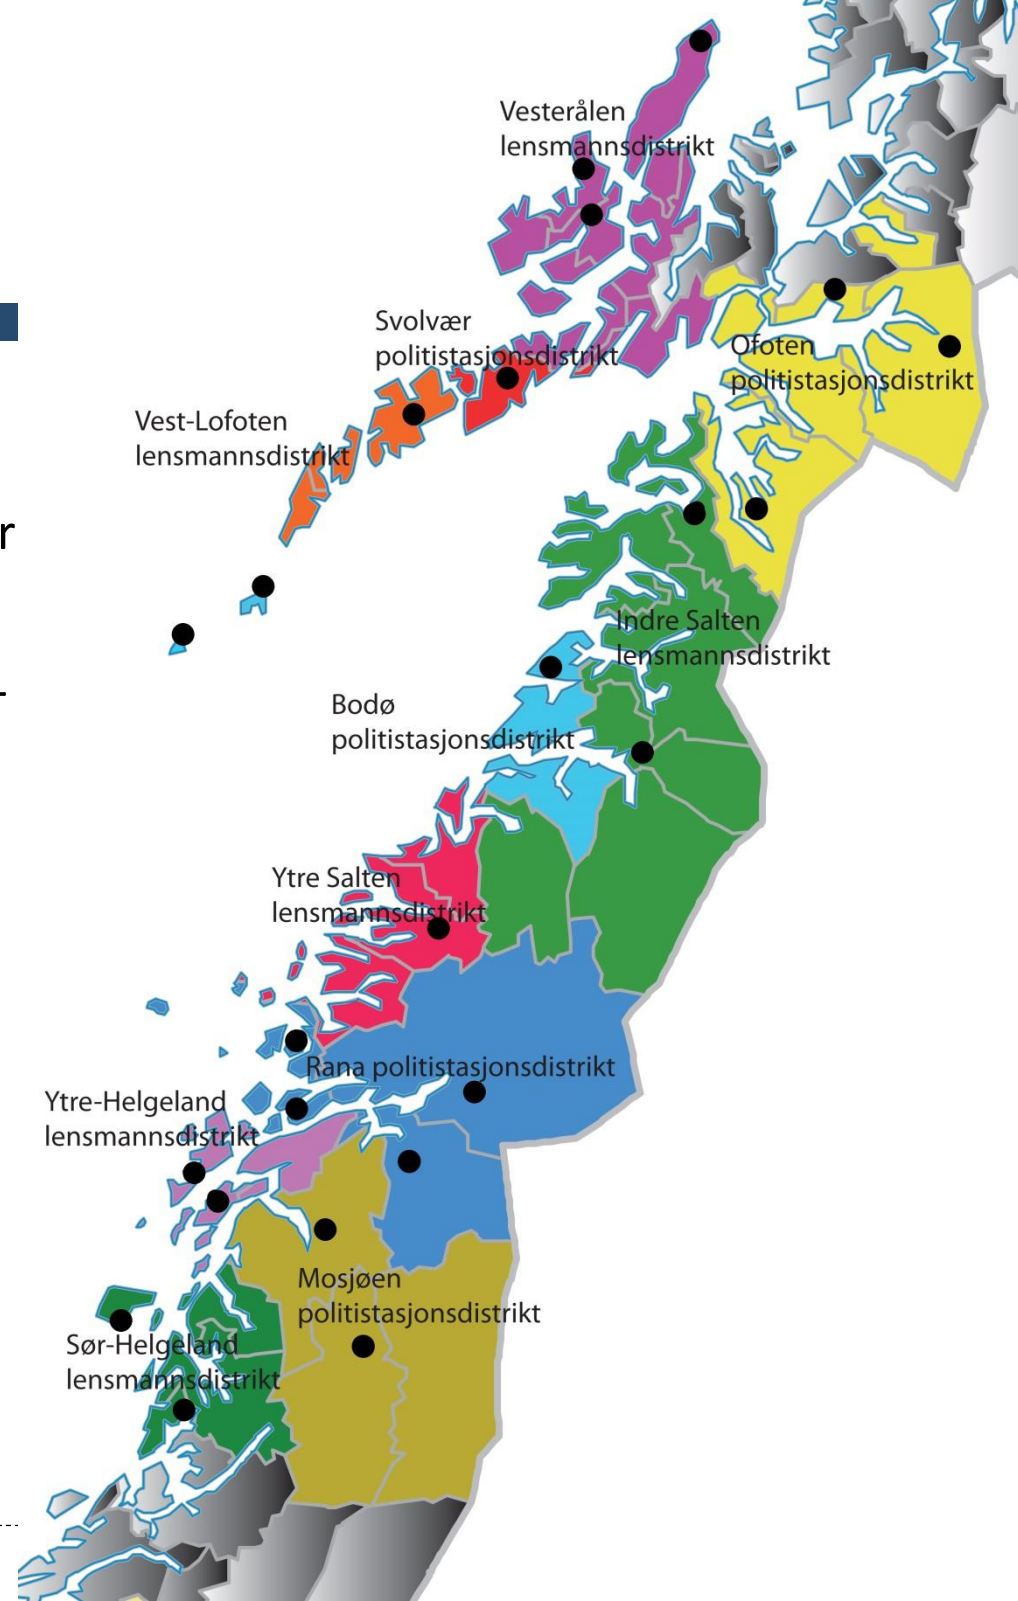 Vesterålen
lensmannsdistrikt
Svolvær
politistasjonsdistrikt
Ofoten
politistasjonsdistrikt
Vest-Lofoten
lensmannsdistrikt
r
Indre Salten
lensmannsdistrikt
Bodø
politistasjonsdistrikt
Ytre Salten
lensmannsdistrikt
Rana politistasjonsdistrikt
Ytre-Helgeland
lensmannsdistrikt
Mosjøen
politistasjonsdistrikt
Sør-Helgeland
lensmannsdistrikt